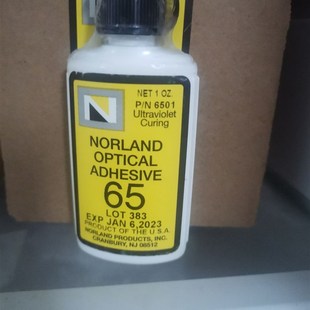 NET 1 OZ.
P/N 6501
Ultraviolet
Curing
N
NORLAND
OPTICAL
ADHESIVE
65
LOT 383
EXP JAN 6,2023
PRODUCT OF THE U.S.A.
NORLAND PRODUCTS, INC.
CRANBURY, NJ 08512